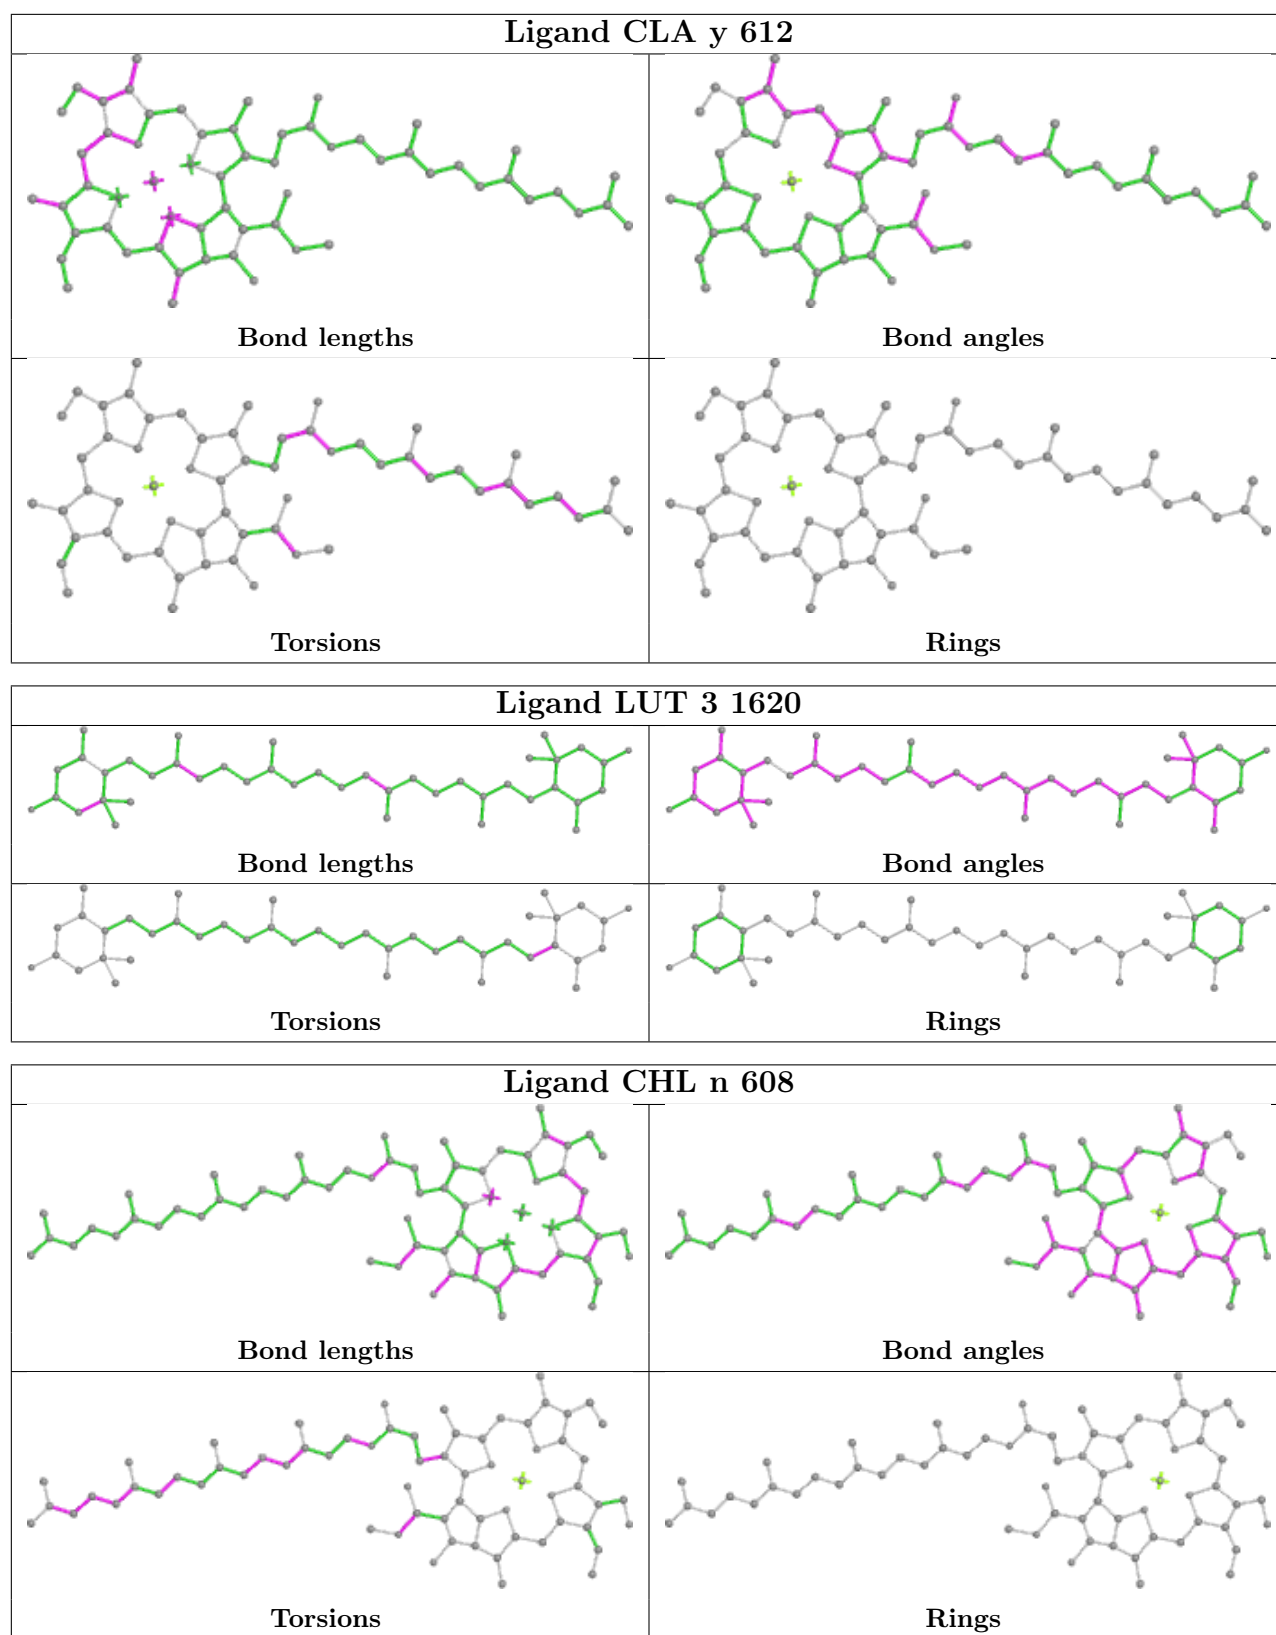 Ligand CLA y 612
Bond lengths
Bond angles
Torsions
Rings
Ligand LUT 3 1620
Bond lengths
Bond angles
Torsions
Rings
Ligand CHL n 608
Bond lengths
Bond angles
Torsions
Rings